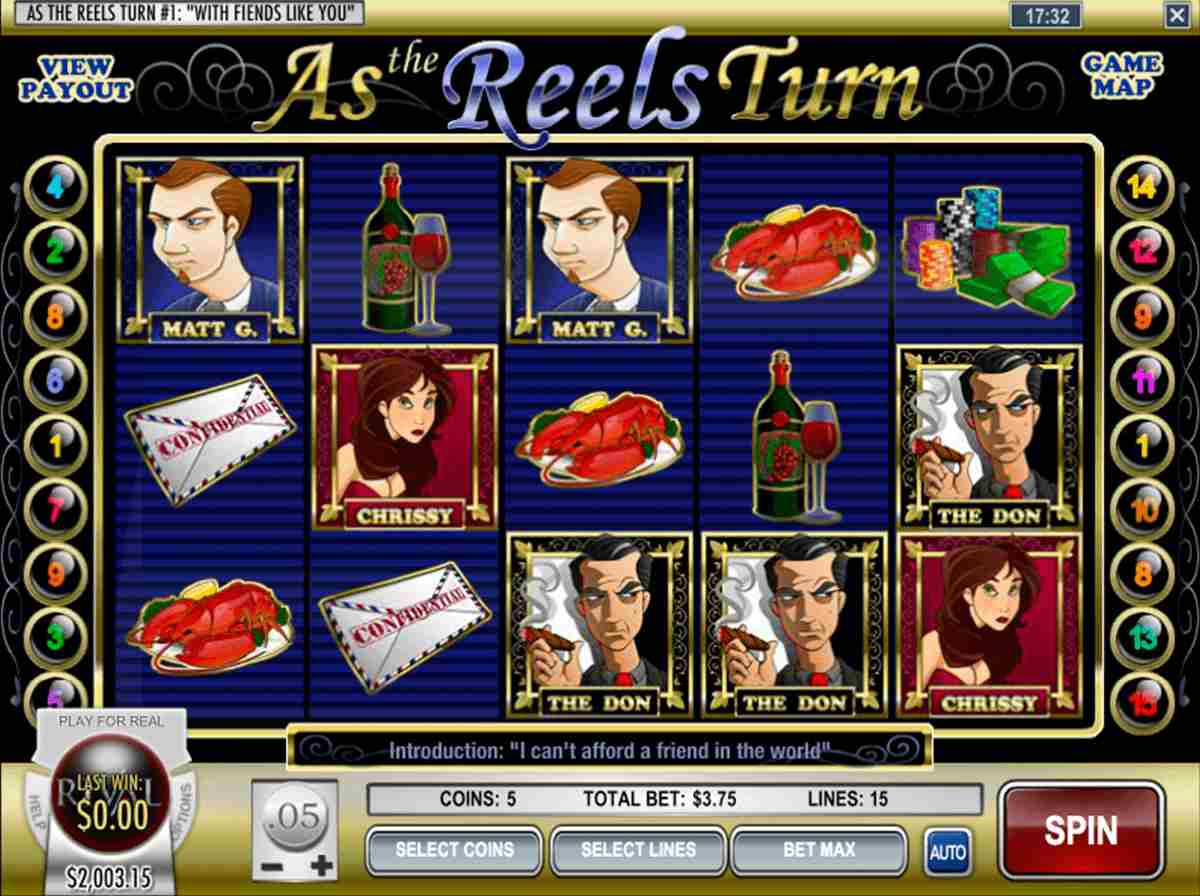 AS THE REELS TURN #1: "WITH FIENDS LIKE YOU"
17:32
X
VIEW PAYOUT
As the Reels Turn
GAME MAP
4
2
8
6
1
7
9
3
5
MATT G.
MATT G.
CONFIDENTIAL
CHRISSY
THE DON
CONFIDENTIAL
THE DON
THE DON
CHRISSY
14
12
9
11
1
10
8
13
15
Introduction: "I can't afford a friend in the world"
PLAY FOR REAL
RIVAL
LAST WIN:
$0.00
HELP
OPTIONS
$2,003.15
.05
- +
COINS: 5 TOTAL BET: $3.75 LINES: 15
SELECT COINS SELECT LINES BET MAX AUTO
SPIN